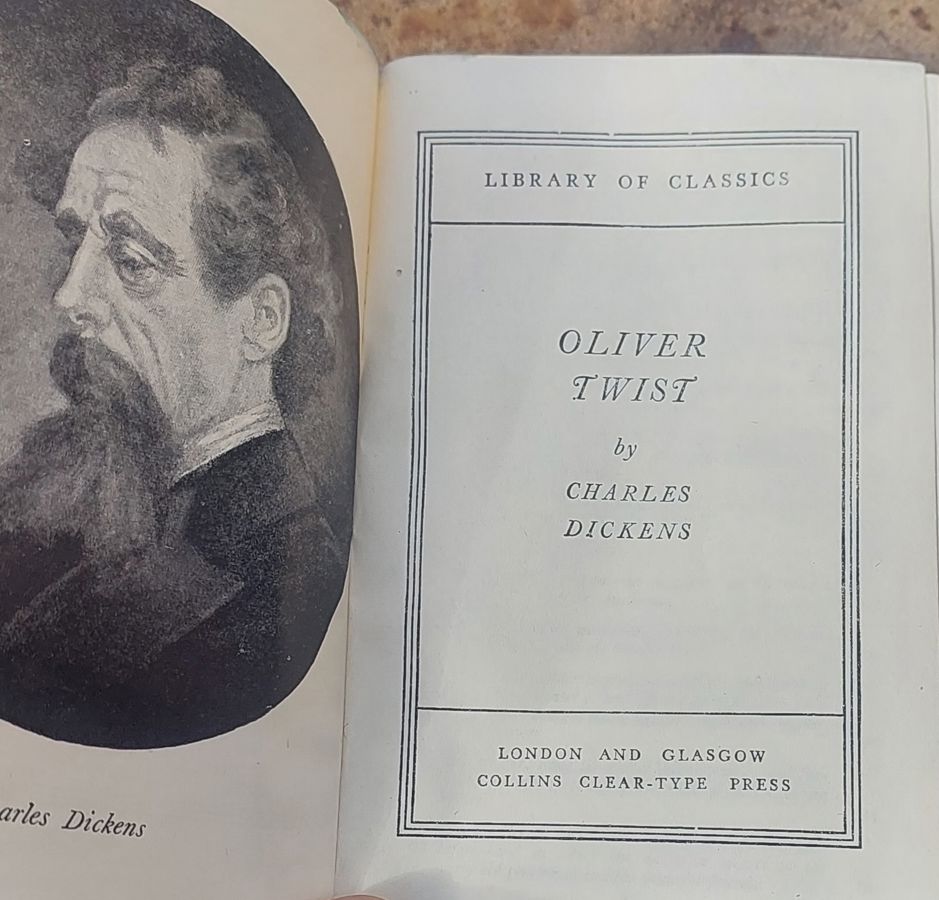 arles Dickens
LIBRARY OF CLASSICS
OLIVER
TWIST
by
CHARLES
DICKENS
LONDON AND GLASGOW
COLLINS CLEAR-TYPE PRESS